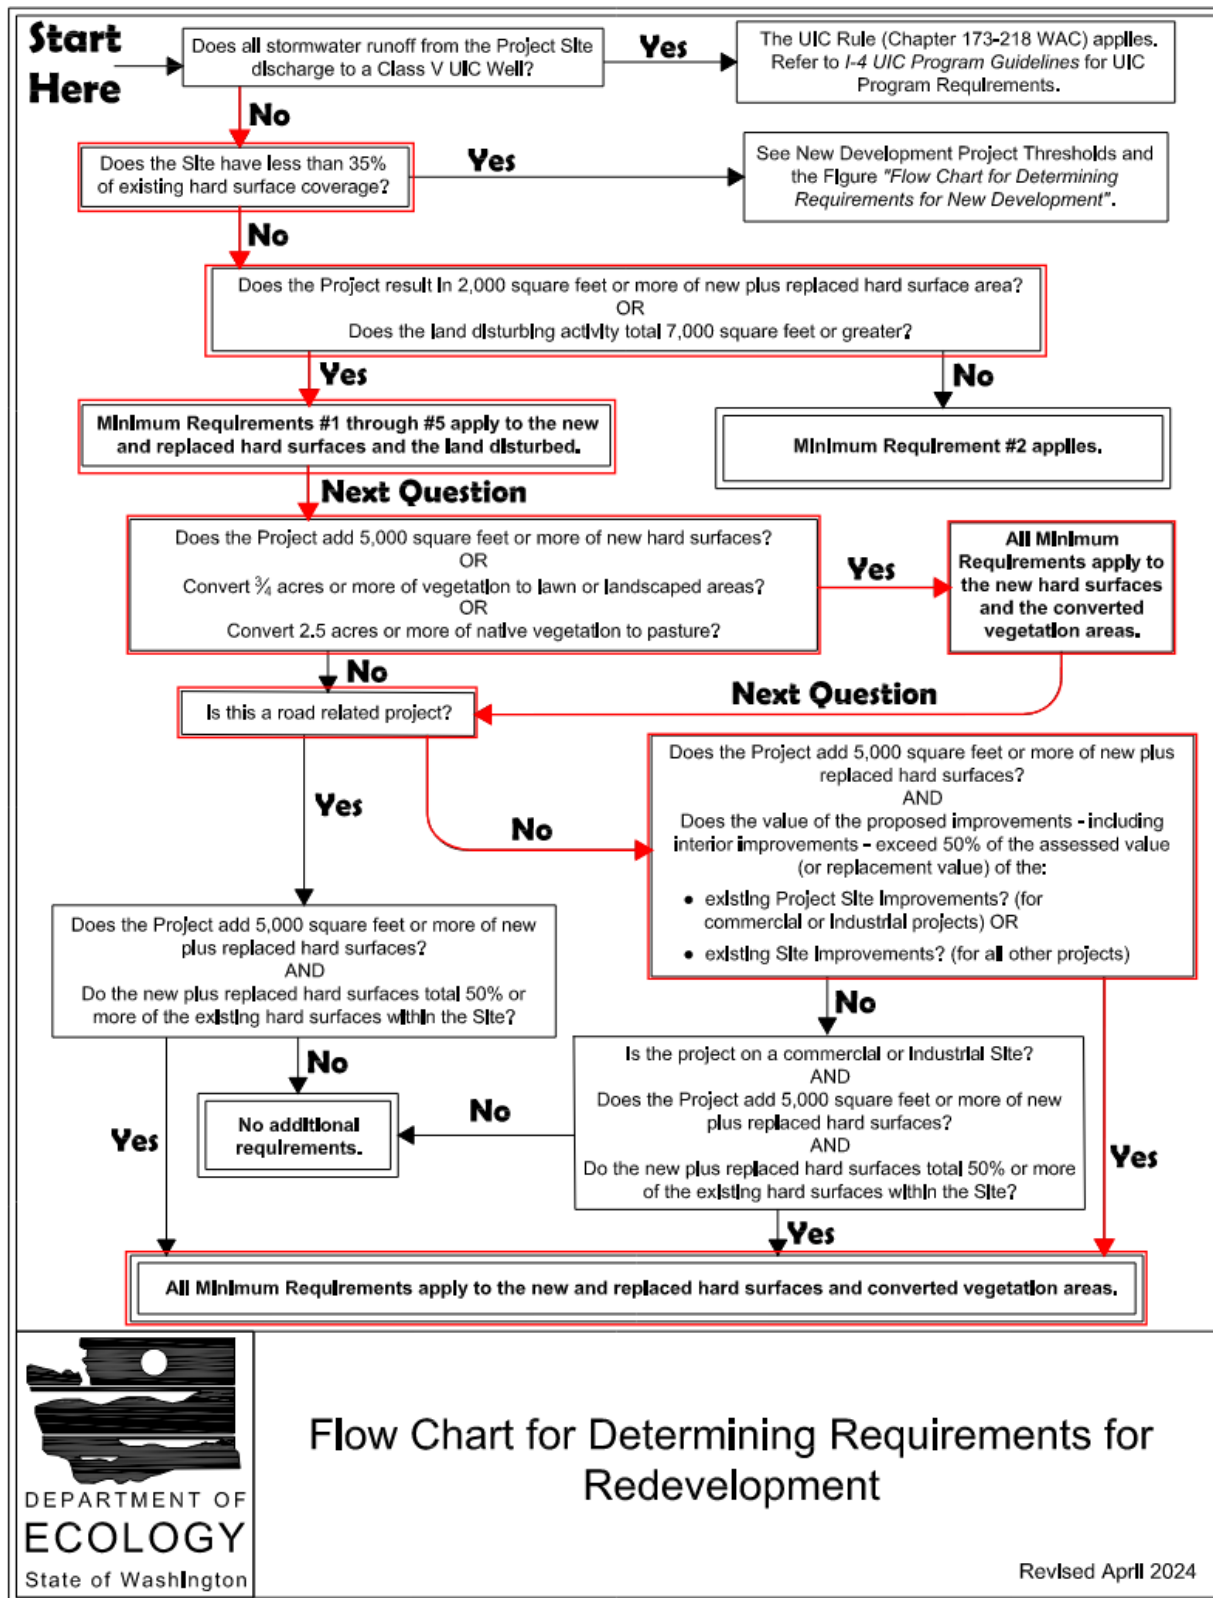 Start
Here
Does all stormwater runoff from the Project Site
discharge to a Class V UIC Well?
Yes
The UIC Rule (Chapter 173-218 WAC) applies.
Refer to I-4 UIC Program Guidelines for UIC
Program Requirements.
No
Does the Site have less than 35%
of existing hard surface coverage?
Yes
See New Development Project Thresholds and
the Figure "Flow Chart for Determining
Requirements for New Development".
No
Does the Project result in 2,000 square feet or more of new plus replaced hard surface area?
OR
Does the land disturbing activity total 7,000 square feet or greater?
Yes
No
Minimum Requirements #1 through #5 apply to the new
and replaced hard surfaces and the land disturbed.
Minimum Requirement #2 applies.
Next Question
Does the Project add 5,000 square feet or more of new hard surfaces?
OR
Convert ¾ acres or more of vegetation to lawn or landscaped areas?
OR
Convert 2.5 acres or more of native vegetation to pasture?
Yes
All Minimum
Requirements apply to
the new hard surfaces
and the converted
vegetation areas.
No
Next Question
Is this a road related project?
Yes
No
Does the Project add 5,000 square feet or more of new plus
replaced hard surfaces?
AND
Does the value of the proposed improvements - including
interior improvements - exceed 50% of the assessed value
(or replacement value) of the:
• existing Project Site Improvements? (for
commercial or industrial projects) OR
• existing Site Improvements? (for all other projects)
Does the Project add 5,000 square feet or more of new
plus replaced hard surfaces?
AND
Do the new plus replaced hard surfaces total 50% or
more of the existing hard surfaces within the Site?
No
Is the project on a commercial or industrial Site?
AND
Does the Project add 5,000 square feet or more of new
plus replaced hard surfaces?
AND
Do the new plus replaced hard surfaces total 50% or more
of the existing hard surfaces within the Site?
No
No
No additional
requirements.
Yes
Yes
Yes
All Minimum Requirements apply to the new and replaced hard surfaces and converted vegetation areas.
DEPARTMENT OF
ECOLOGY
State of Washington
Flow Chart for Determining Requirements for
Redevelopment
Revised April 2024